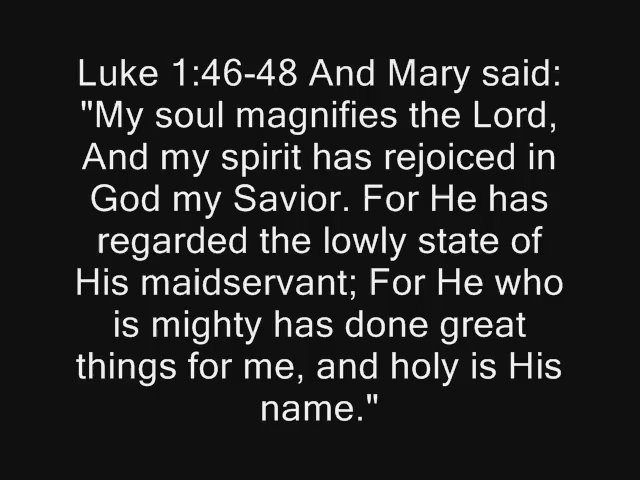 Luke 1:46-48 And Mary said:
"My soul magnifies the Lord,
And my spirit has rejoiced in
God my Savior. For He has
regarded the lowly state of
His maidservant; For He who
is mighty has done great
things for me, and holy is His
name."